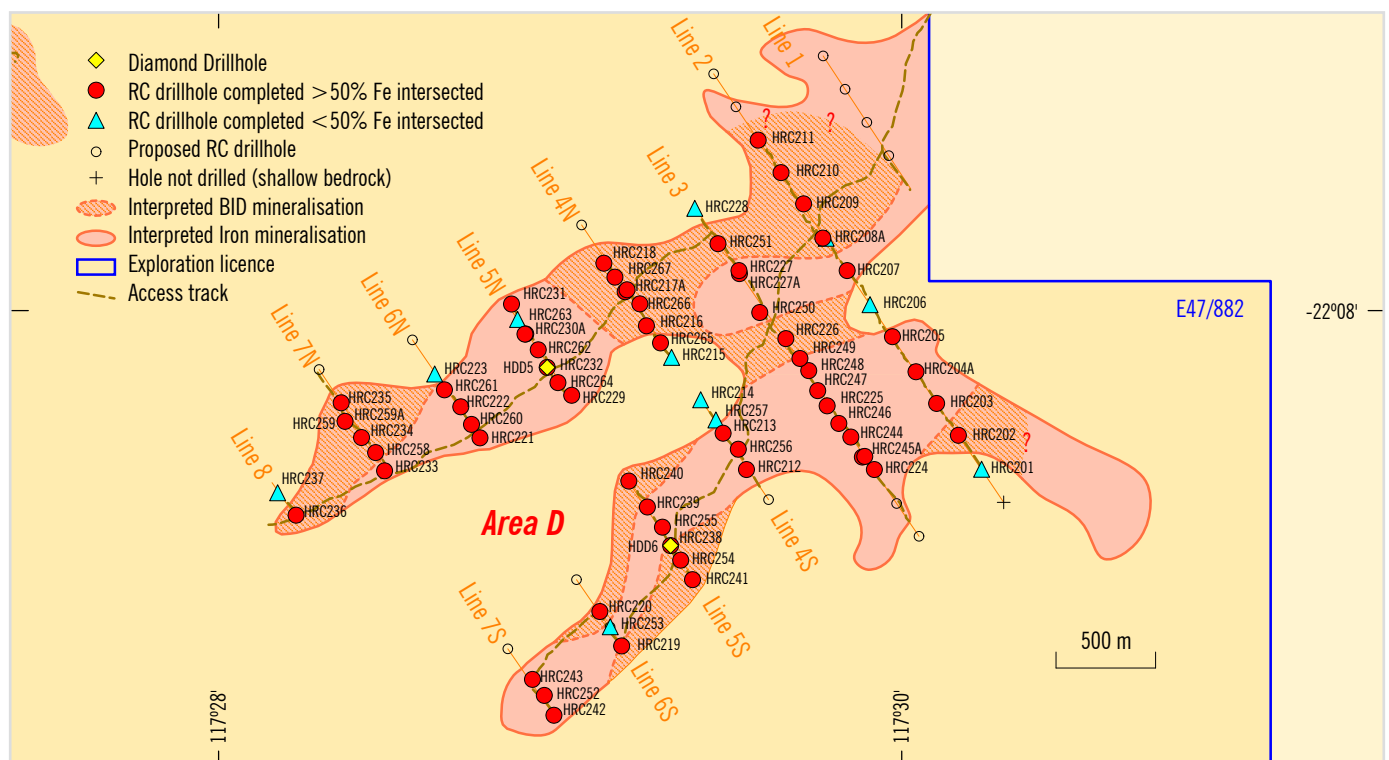 Diamond Drillhole
RC drillhole completed >50% Fe intersected
RC drillhole completed <50% Fe intersected
Proposed RC drillhole
Hole not drilled (shallow bedrock)
Interpreted BID mineralisation
Interpreted Iron mineralisation
Exploration licence
Access track
Line 1
Line 2
Line 3
Line 4N
Line 5N
Line 6N
Line 7N
Line 8
?
?
HRC211
HRC210
HRC209
HRC208A
HRC207
HRC206
HRC205
HRC204A
HRC203
HRC202
?
HRC201
HRC228
HRC251
HRC227
HRC227A
HRC250
HRC226
HRC249
HRC248
HRC247
HRC225
HRC246
HRC244
HRC245A
HRC224
HRC218
HRC267
HRC217A
HRC266
HRC216
HRC265
HRC215
HRC214
HRC257
HRC213
HRC256
HRC212
Line 4S
HRC231
HRC263
HRC230A
HRC262
HDD5
HRC232
HRC264
HRC229
HRC223
HRC261
HRC222
HRC260
HRC221
HRC235
HRC259
HRC259A
HRC234
HRC258
HRC233
HRC237
HRC236
Area D
HRC240
HRC239
HRC255
HRC238
HDD6
HRC254
HRC241
Line 5S
HRC220
HRC253
HRC219
Line 6S
Line 7S
HRC243
HRC252
HRC242
E47/882
-22°08'
500 m
117°28'
117°30'